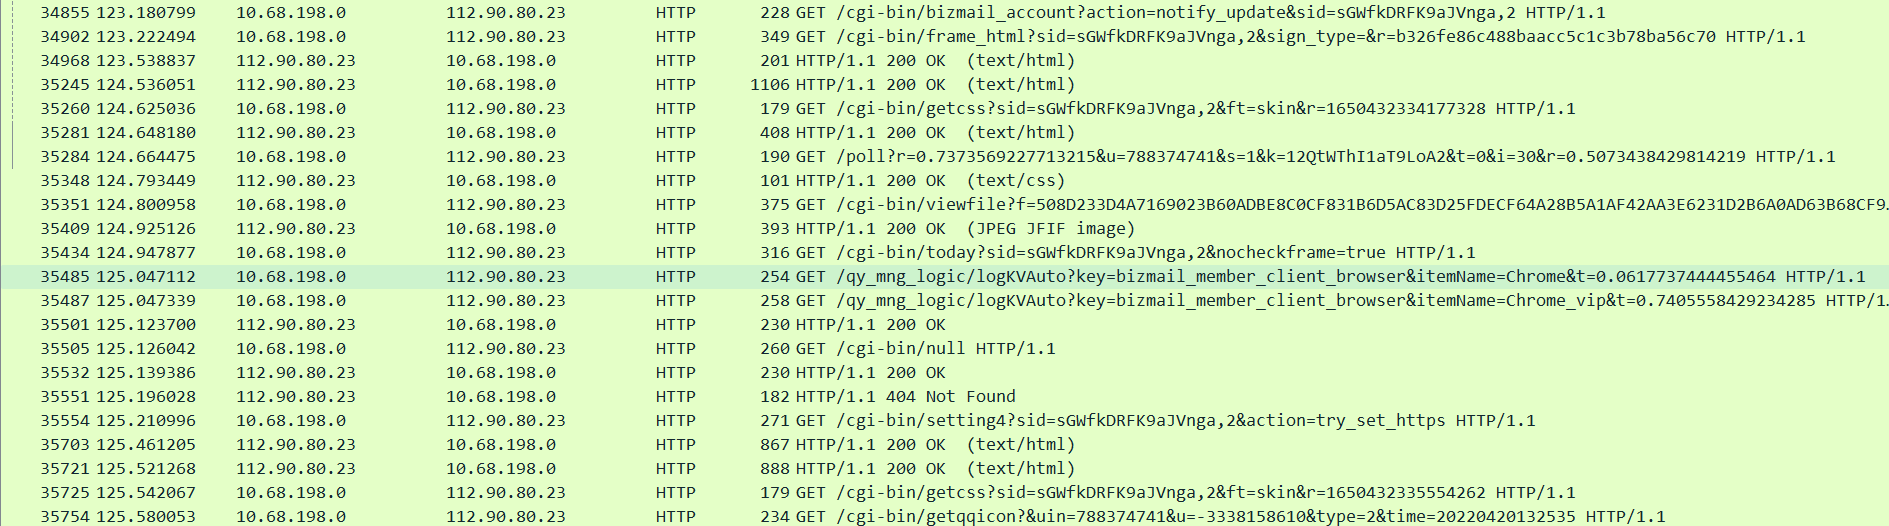 34855 123.180799 10.68.198.0 112.90.80.23 HTTP 228 GET /cgi-bin/bizmail_account?action=notify_update&sid=sGWfkDRFK9aJVnga,2 HTTP/1.1
34902 123.222494 10.68.198.0 112.90.80.23 HTTP 349 GET /cgi-bin/frame_html?sid=sGWfkDRFK9aJVnga,2&sign_type=&r=b326fe86c488baacc5c1c3b78ba56c70 HTTP/1.1
34968 123.538837 112.90.80.23 10.68.198.0 HTTP 201 HTTP/1.1 200 OK (text/html)
35245 124.536051 112.90.80.23 10.68.198.0 HTTP 1106 HTTP/1.1 200 OK (text/html)
35260 124.625036 10.68.198.0 112.90.80.23 HTTP 179 GET /cgi-bin/getcss?sid=sGWfkDRFK9aJVnga,2&ft=skin&r=1650432334177328 HTTP/1.1
35281 124.648180 112.90.80.23 10.68.198.0 HTTP 408 HTTP/1.1 200 OK (text/html)
35284 124.664475 10.68.198.0 112.90.80.23 HTTP 190 GET /poll?r=0.7373569227713215&u=788374741&s=1&k=12QtWThI1aT9LoA2&t=0&i=30&r=0.5073438429814219 HTTP/1.1
35348 124.793449 112.90.80.23 10.68.198.0 HTTP 101 HTTP/1.1 200 OK (text/css)
35351 124.800958 10.68.198.0 112.90.80.23 HTTP 375 GET /cgi-bin/viewfile?f=508D233D4A7169023B60ADBE8C0CF831B6D5AC83D25FDECF64A28B5A1AF42AA3E6231D2B6A0AD63B68CF9…
35409 124.925126 112.90.80.23 10.68.198.0 HTTP 393 HTTP/1.1 200 OK (JPEG JFIF image)
35434 124.947877 10.68.198.0 112.90.80.23 HTTP 316 GET /cgi-bin/today?sid=sGWfkDRFK9aJVnga,2&nocheckframe=true HTTP/1.1
35485 125.047112 10.68.198.0 112.90.80.23 HTTP 254 GET /qy_mng_logic/logKVAuto?key=bizmail_member_client_browser&itemName=Chrome&t=0.0617737444455464 HTTP/1.1
35487 125.047339 10.68.198.0 112.90.80.23 HTTP 258 GET /qy_mng_logic/logKVAuto?key=bizmail_member_client_browser&itemName=Chrome_vip&t=0.7405558429234285 HTTP/1…
35501 125.123700 112.90.80.23 10.68.198.0 HTTP 230 HTTP/1.1 200 OK
35505 125.126042 10.68.198.0 112.90.80.23 HTTP 260 GET /cgi-bin/null HTTP/1.1
35532 125.139386 112.90.80.23 10.68.198.0 HTTP 230 HTTP/1.1 200 OK
35551 125.196028 112.90.80.23 10.68.198.0 HTTP 182 HTTP/1.1 404 Not Found
35554 125.210996 10.68.198.0 112.90.80.23 HTTP 271 GET /cgi-bin/setting4?sid=sGWfkDRFK9aJVnga,2&action=try_set_https HTTP/1.1
35703 125.461205 112.90.80.23 10.68.198.0 HTTP 867 HTTP/1.1 200 OK (text/html)
35721 125.521268 112.90.80.23 10.68.198.0 HTTP 888 HTTP/1.1 200 OK (text/html)
35725 125.542067 10.68.198.0 112.90.80.23 HTTP 179 GET /cgi-bin/getcss?sid=sGWfkDRFK9aJVnga,2&ft=skin&r=1650432335554262 HTTP/1.1
35754 125.580053 10.68.198.0 112.90.80.23 HTTP 234 GET /cgi-bin/getqqicon?&uin=788374741&u=-3338158610&type=2&time=20220420132535 HTTP/1.1